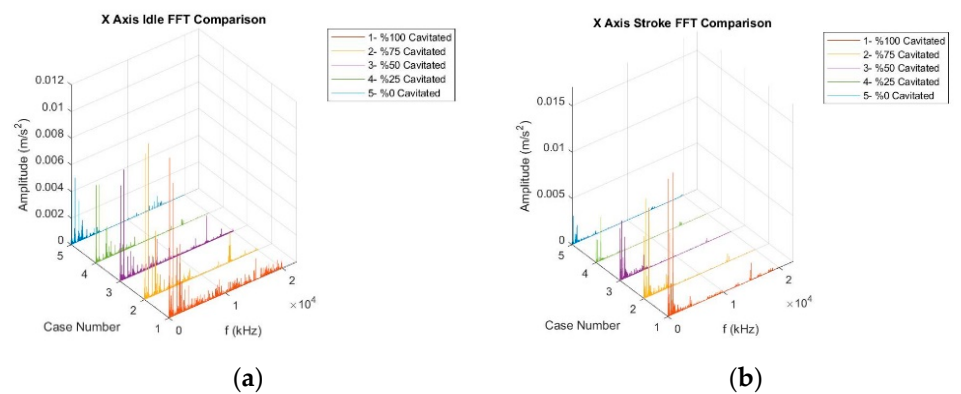 X Axis Idle FFT Comparison
1- %100 Cavitated
2- %75 Cavitated
3- %50 Cavitated
4- %25 Cavitated
5- %0 Cavitated
0.012
0.01
0.008
0.006
0.004
0.002
0
Amplitude (m/s²)
5
4
3
2
1
Case Number
0
1
2
×10⁴
f (kHz)
(a)
X Axis Stroke FFT Comparison
1- %100 Cavitated
2- %75 Cavitated
3- %50 Cavitated
4- %25 Cavitated
5- %0 Cavitated
0.015
0.01
0.005
0
Amplitude (m/s²)
5
4
3
2
1
Case Number
0
1
2
×10⁴
f (kHz)
(b)